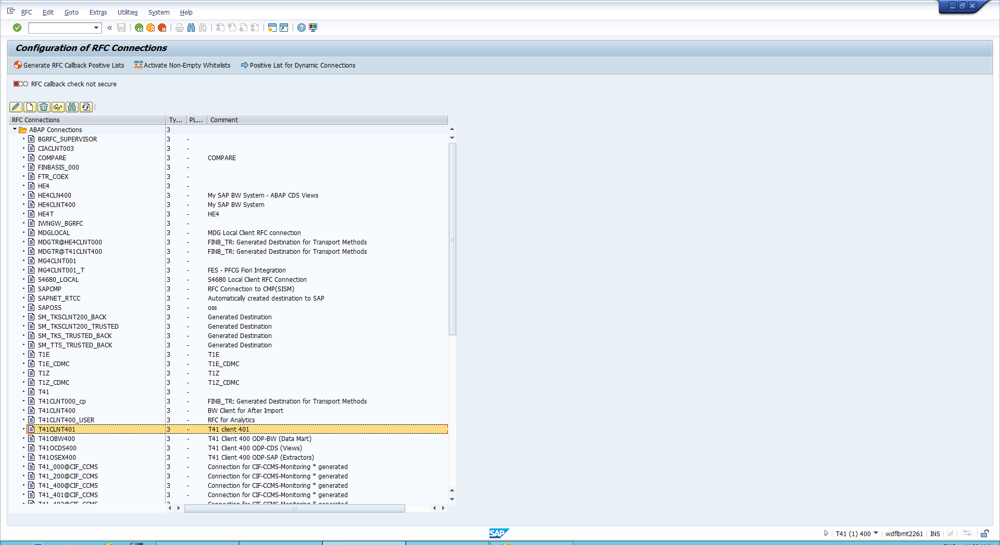 RFC Edit Goto Extras Utilities System Help
Configuration of RFC Connections
Generate RFC Callback Positive Lists Activate Non-Empty Whitelists Positive List for Dynamic Connections
RFC callback check not secure
RFC Connections Ty... PL... Comment
ABAP Connections 3
BGRFC_SUPERVISOR 3 -
CIACLNT003 3 -
COMPARE 3 - COMPARE
FINBASIS_000 3 -
FTR_COEX 3 -
HE4 3 -
HE4CLN400 3 - My SAP BW System - ABAP CDS Views
HE4CLNT400 3 - My SAP BW System
HE4T 3 - HE4
IWNGW_BGRFC 3 -
MDGLOCAL 3 - MDG Local Client RFC connection
MDGTR@HE4CLNT000 3 - FINB_TR: Generated Destination for Transport Methods
MDGTR@T41CLNT400 3 - FINB_TR: Generated Destination for Transport Methods
MG4CLNT001 3 -
MG4CLNT001_T 3 - FES - PFCG Fiori Integration
S4680_LOCAL 3 - S4680 Local Client RFC Connection
SAPCMP 3 - RFC Connection to CMP(SISM)
SAPNET_RTCC 3 - Automatically created destination to SAP
SAPOSS 3 - oss
SM_TKSCLNT200_BACK 3 - Generated Destination
SM_TKSCLNT200_TRUSTED 3 - Generated Destination
SM_TKS_TRUSTED_BACK 3 - Generated Destination
SM_TTS_TRUSTED_BACK 3 - Generated Destination
T1E 3 - T1E
T1E_CDMC 3 - T1E_CDMC
T1Z 3 - T1Z
T1Z_CDMC 3 - T1Z_CDMC
T41 3 -
T41CLNT000_cp 3 - FINB_TR: Generated Destination for Transport Methods
T41CLNT400 3 - BW Client for After Import
T41CLNT400_USER 3 - RFC for Analytics
T41CLNT401 3 - T41 client 401
T41OBW400 3 - T41 Client 400 ODP-BW (Data Mart)
T41OCDS400 3 - T41 Client 400 ODP-CDS (Views)
T41OSEX400 3 - T41 Client 400 ODP-SAP (Extractors)
T41_000@CIF_CCMS 3 - Connection for CIF-CCMS-Monitoring * generated
T41_200@CIF_CCMS 3 - Connection for CIF-CCMS-Monitoring * generated
T41_400@CIF_CCMS 3 - Connection for CIF-CCMS-Monitoring * generated
T41_401@CIF_CCMS 3 - Connection for CIF-CCMS-Monitoring * generated
SAP T41 (1) 400 wdflbmt2261 INS